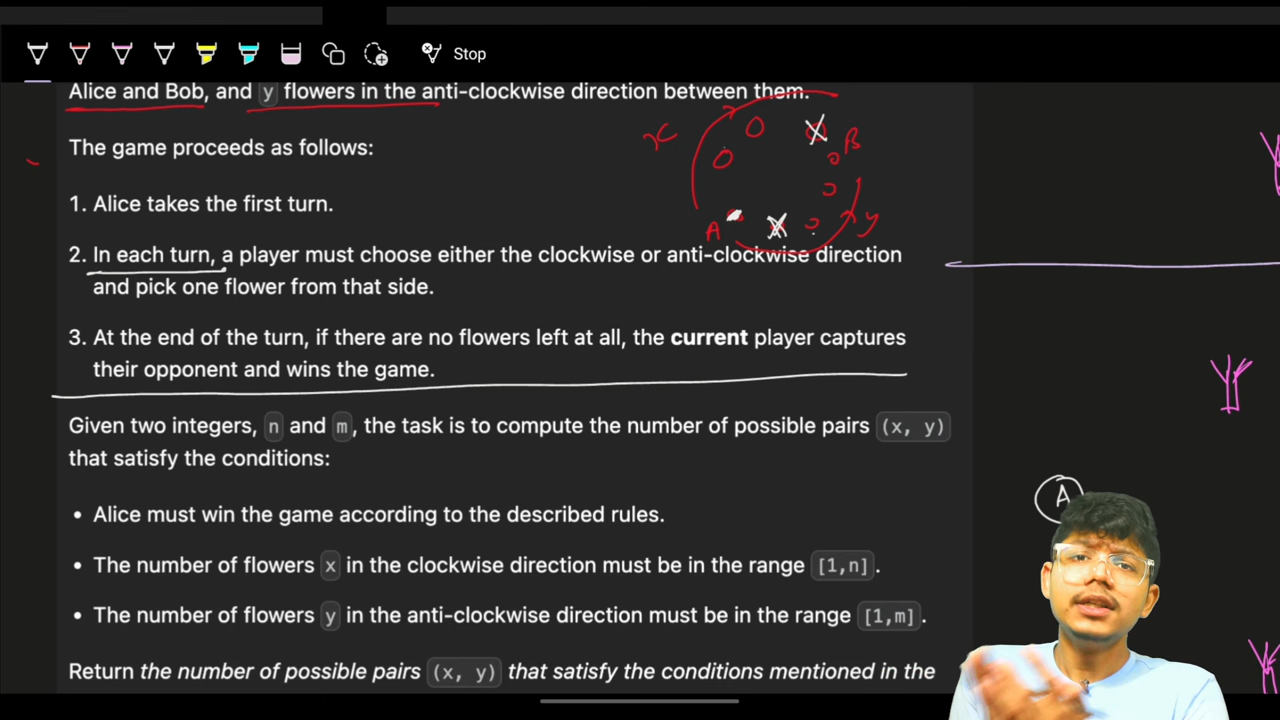 Stop
Alice and Bob, and y flowers in the anti-clockwise direction between them.
The game proceeds as follows:
1. Alice takes the first turn.
2. In each turn, a player must choose either the clockwise or anti-clockwise direction
and pick one flower from that side.
3. At the end of the turn, if there are no flowers left at all, the current player captures
their opponent and wins the game.
Given two integers, n and m, the task is to compute the number of possible pairs (x, y)
that satisfy the conditions:
• Alice must win the game according to the described rules.
• The number of flowers x in the clockwise direction must be in the range [1,n].
• The number of flowers y in the anti-clockwise direction must be in the range [1,m].
Return the number of possible pairs (x, y) that satisfy the conditions mentioned in the
x
B
A
y
A